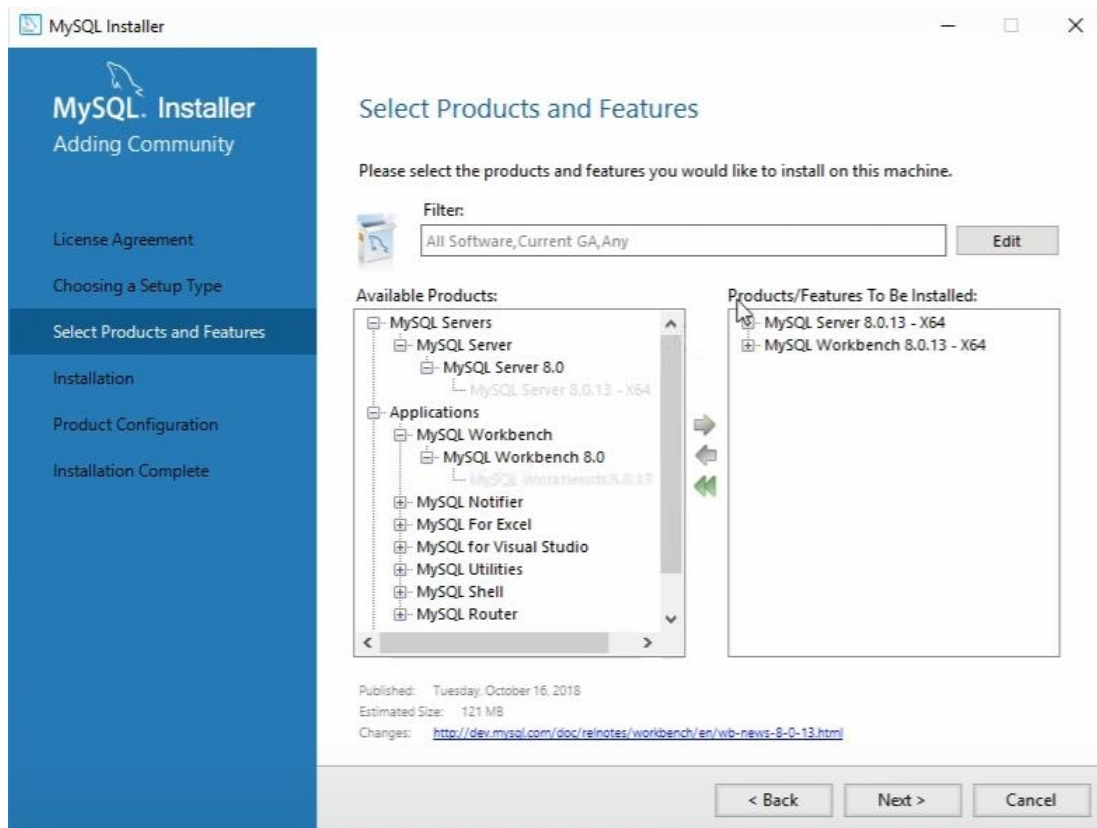 MySQL Installer
MySQL. Installer
Adding Community
License Agreement
Choosing a Setup Type
Select Products and Features
Installation
Product Configuration
Installation Complete
Select Products and Features
Please select the products and features you would like to install on this machine.
Filter:
All Software,Current GA,Any
Edit
Available Products:
MySQL Servers
MySQL Server
MySQL Server 8.0
MySQL Server 8.0.13 - X64
Applications
MySQL Workbench
MySQL Workbench 8.0
MySQL Workbench 8.0.13
MySQL Notifier
MySQL For Excel
MySQL for Visual Studio
MySQL Utilities
MySQL Shell
MySQL Router
Products/Features To Be Installed:
MySQL Server 8.0.13 - X64
MySQL Workbench 8.0.13 - X64
Published: Tuesday, October 16, 2018
Estimated Size: 121 MB
Changes: http://dev.mysql.com/doc/relnotes/workbench/en/wb-news-8-0-13.html
< Back
Next >
Cancel